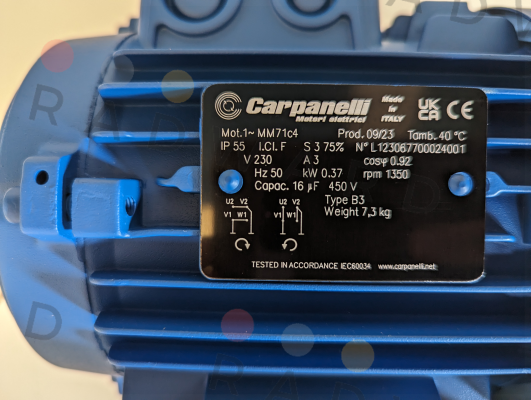 Carpanelli
Motori elettrici
Made in ITALY
UK CA CE
Mot.1~ MM71c4 Prod. 09/23 Tamb. 40 °C
IP 55 I.Cl. F S 3 75% N° L123067700024001
V 230 A 3 cosφ 0.92
Hz 50 kW 0.37 rpm 1350
Capac. 16 µF 450 V
Type B3
Weight 7,3 kg
U2 V2 U2 V2
V1 W1 V1 W1
TESTED IN ACCORDANCE IEC60034 www.carpanelli.net